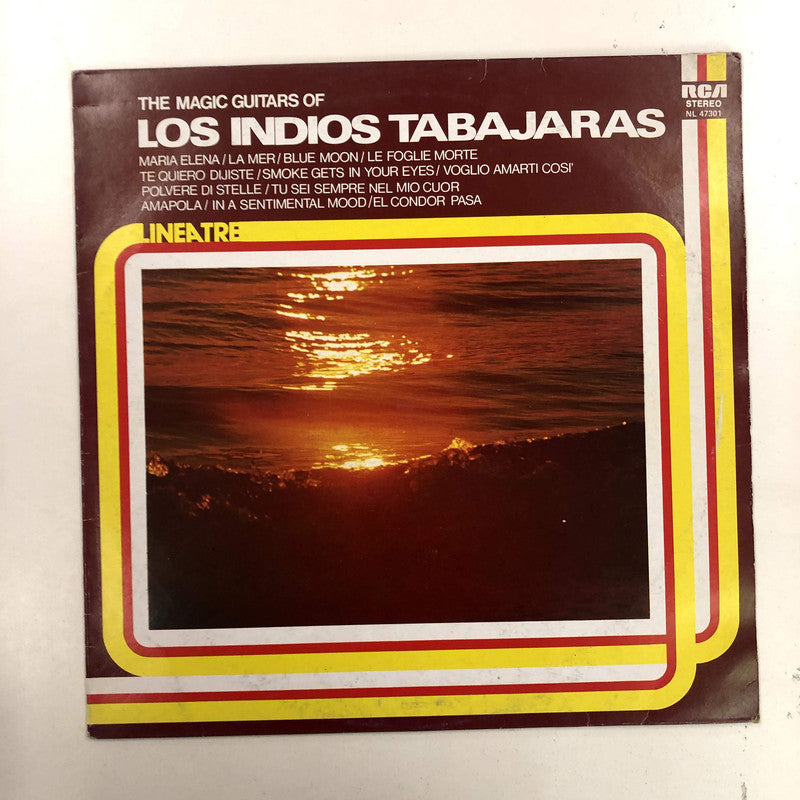 THE MAGIC GUITARS OF
LOS INDIOS TABAJARAS
MARIA ELENA / LA MER / BLUE MOON / LE FOGLIE MORTE
TE QUIERO DIJISTE / SMOKE GETS IN YOUR EYES / VOGLIO AMARTI COSI'
POLVERE DI STELLE / TU SEI SEMPRE NEL MIO CUOR
AMAPOLA / IN A SENTIMENTAL MOOD / EL CONDOR PASA
RCA
STEREO
NL 47301
LINEATRE